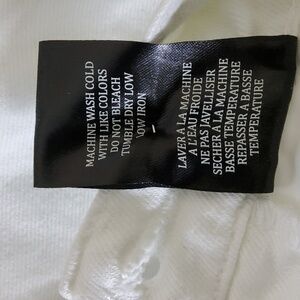 MACHINE WASH COLD
WITH LIKE COLORS
DO NOT BLEACH
TUMBLE DRY LOW
LOW IRON
LAVER À LA MACHINE
À L'EAU FROIDE
NE PAS JAVELLISER
SECHER À LA MACHINE
BASSE TEMPERATURE
REPASSER A BASSE
TEMPERATURE